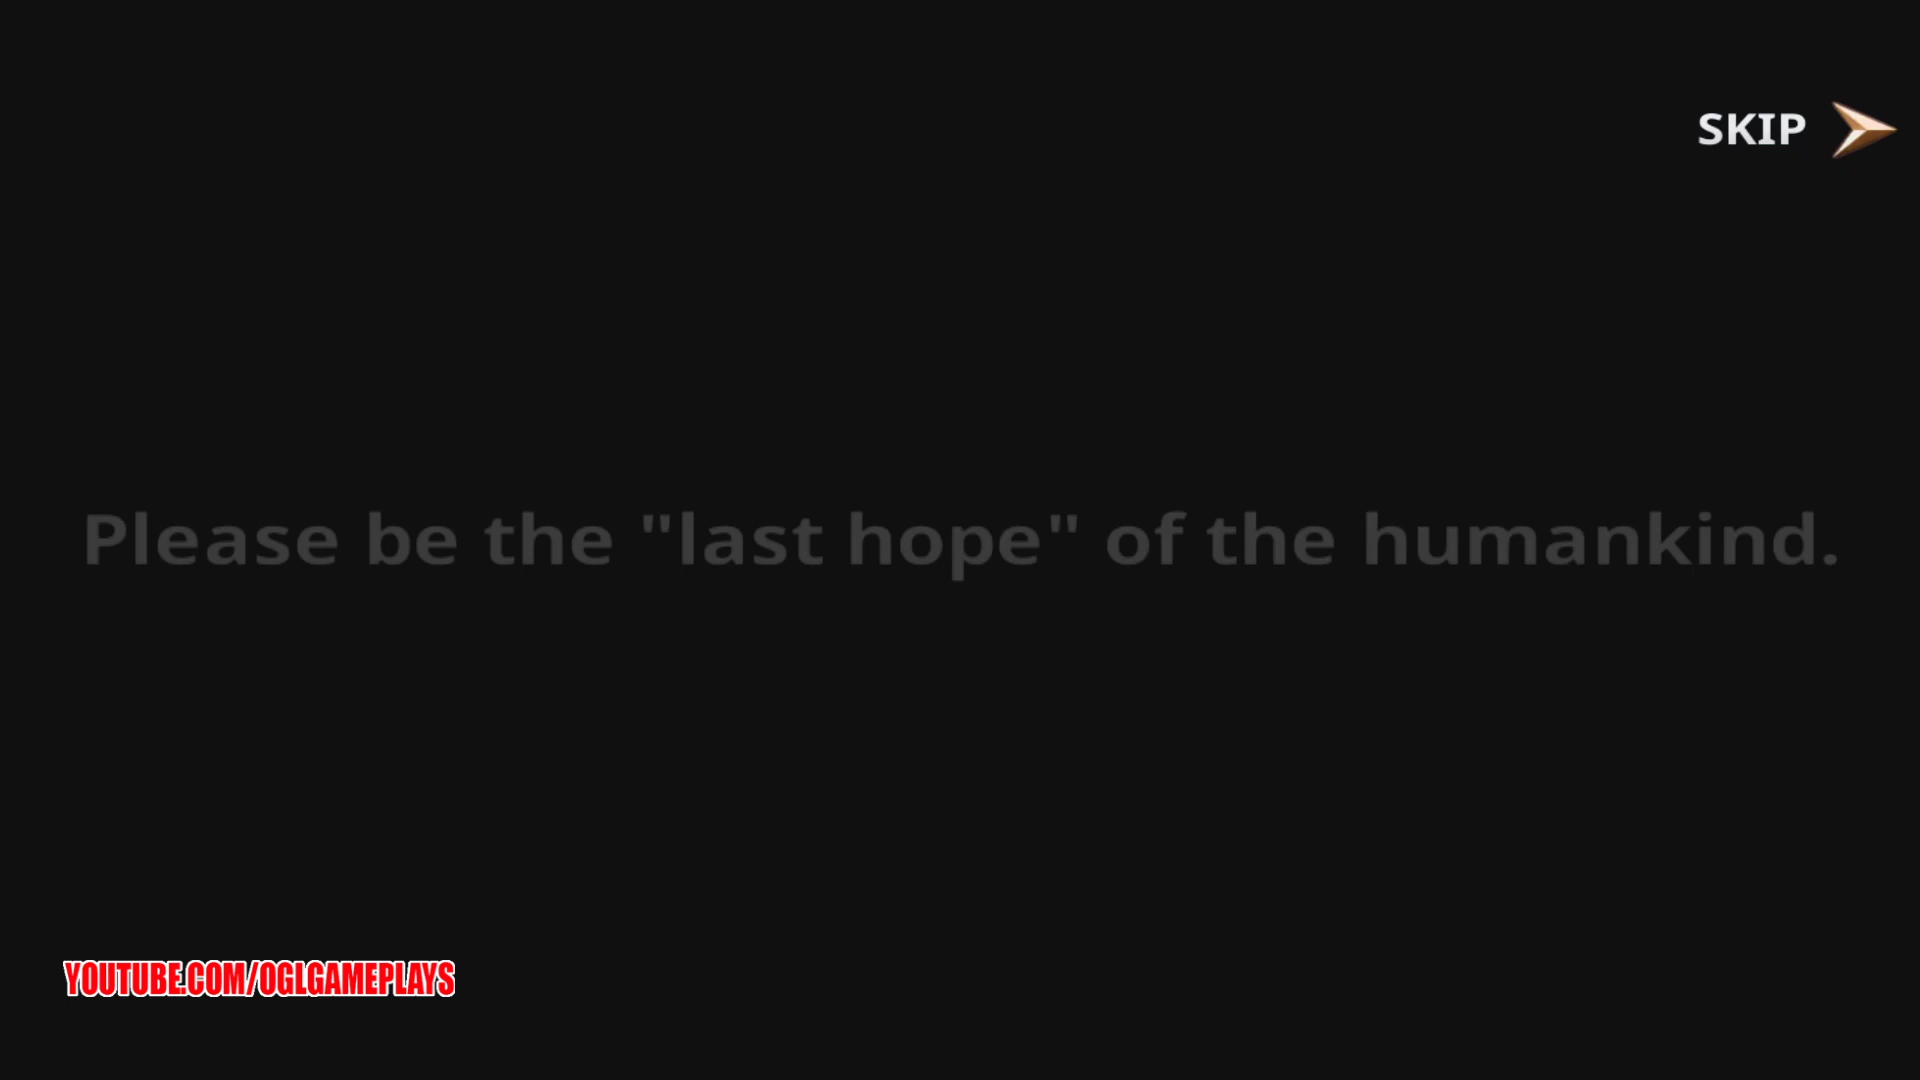 SKIP
Please be the "last hope" of the humankind.
YOUTUBE.COM/OGLGAMEPLAYS